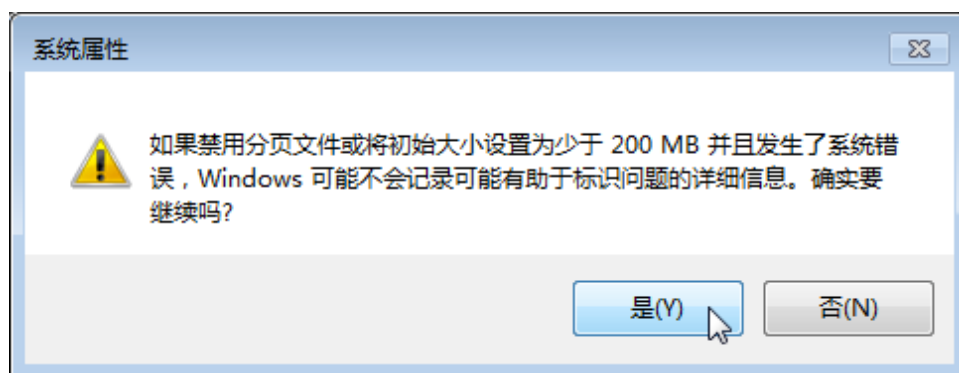 系统属性
如果禁用分页文件或将初始大小设置为少于 200 MB 并且发生了系统错
误，Windows 可能不会记录可能有助于标识问题的详细信息。确实要
继续吗?
是(Y)
否(N)